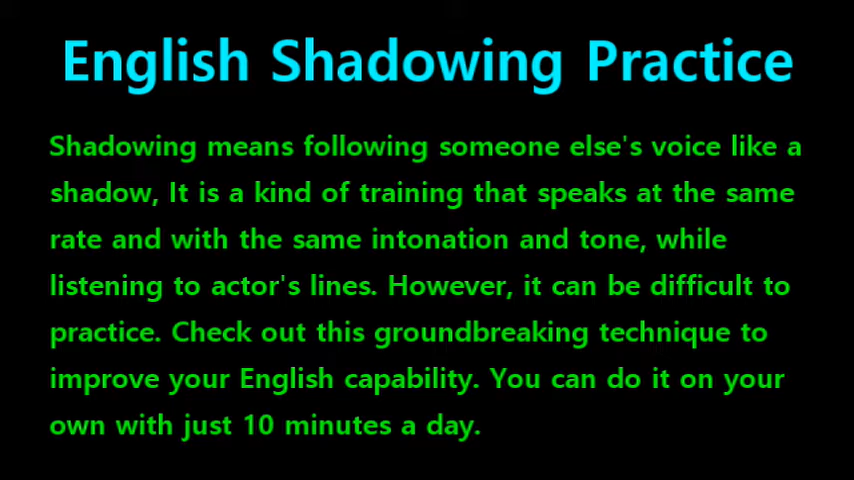 English Shadowing Practice
Shadowing means following someone else's voice like a
shadow, It is a kind of training that speaks at the same
rate and with the same intonation and tone, while
listening to actor's lines. However, it can be difficult to
practice. Check out this groundbreaking technique to
improve your English capability. You can do it on your
own with just 10 minutes a day.